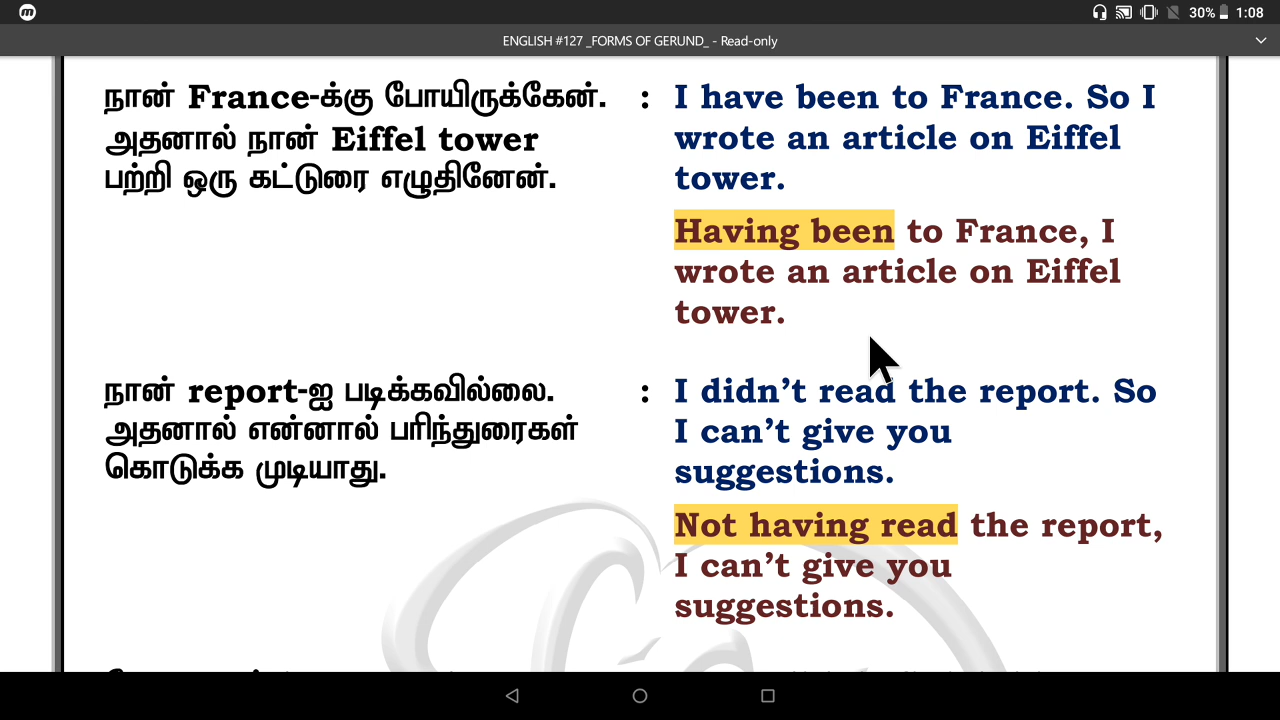 30% 1:08
ENGLISH #127 _FORMS OF GERUND_ - Read-only
நான் France-க்கு போயிருக்கேன்.
அதனால் நான் Eiffel tower
பற்றி ஒரு கட்டுரை எழுதினேன்.
:
I have been to France. So I
wrote an article on Eiffel
tower.
Having been to France, I
wrote an article on Eiffel
tower.
நான் report-ஐ படிக்கவில்லை.
அதனால் என்னால் பரிந்துரைகள்
கொடுக்க முடியாது.
:
I didn’t read the report. So
I can’t give you
suggestions.
Not having read the report,
I can’t give you
suggestions.